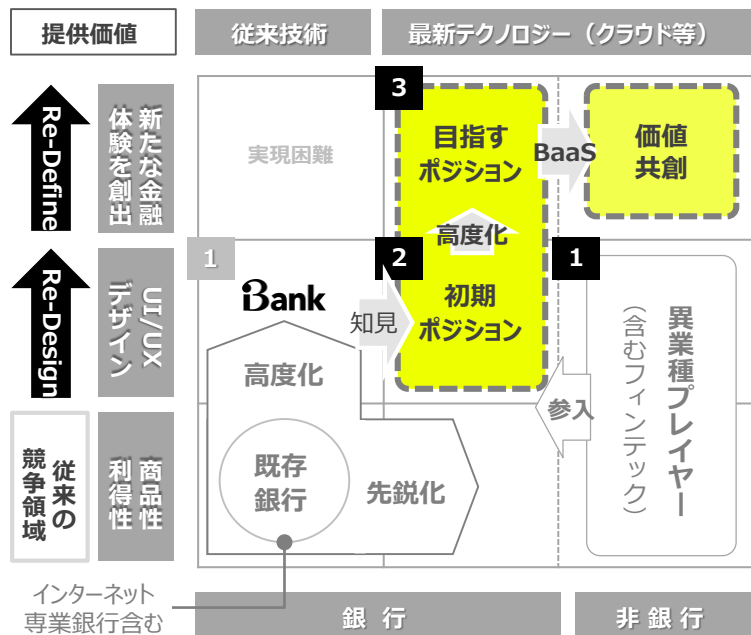 提供価値
従来技術
最新テクノロジー（クラウド等）
Re-Define
新たな金融
体験を創出
実現困難
3
目指す
ポジション
BaaS
価値
共創
高度化
Re-Design
UI/UX
デザイン
1
iBank
知見
2
初期
ポジション
1
異業種プレイヤー
（含むフィンテック）
参入
高度化
従来の
競争領域
商品性
利得性
既存
銀行
先鋭化
インターネット
専業銀行含む
銀行
非銀行